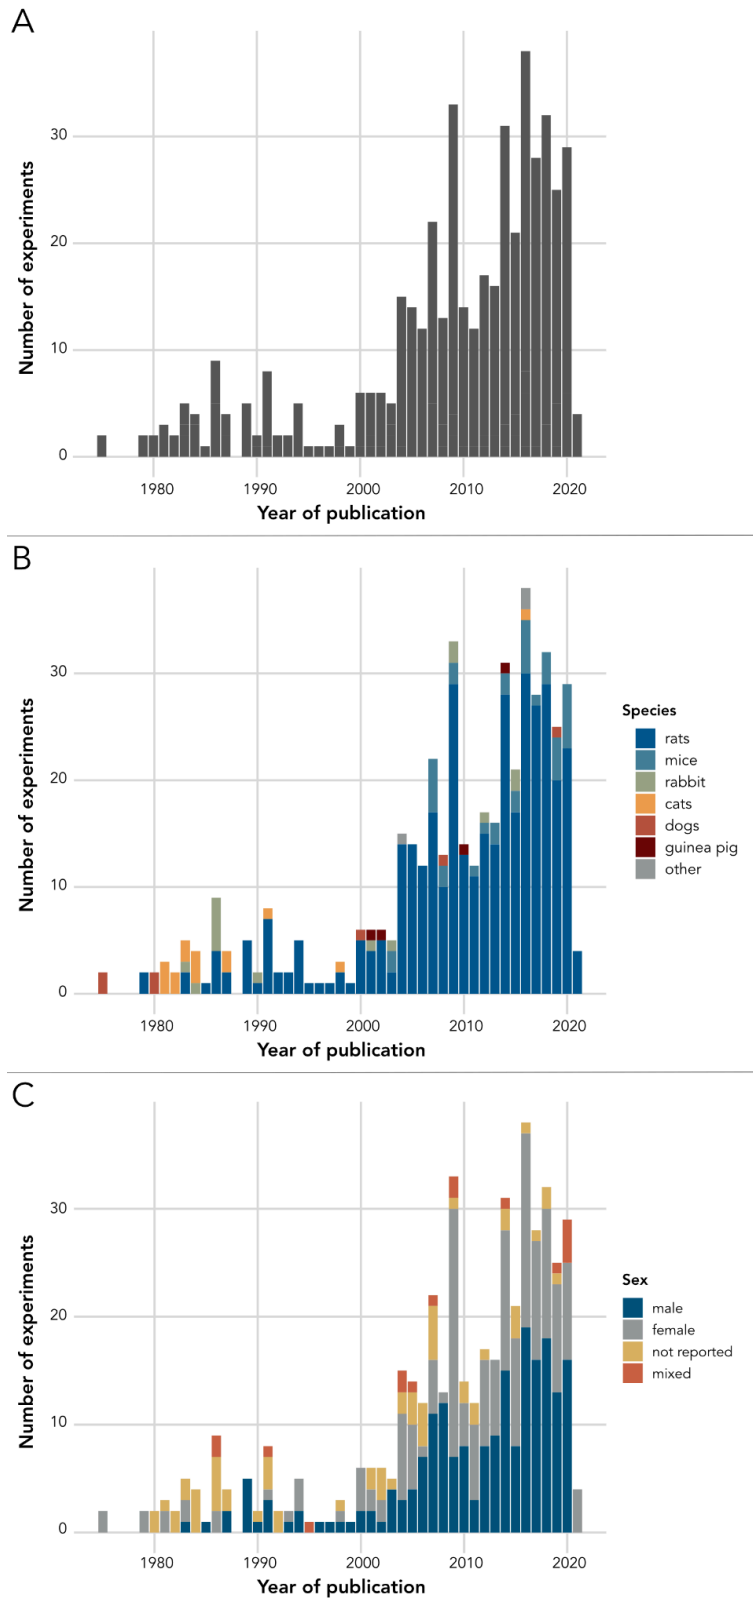 A
Number of experiments
30
20
10
0
1980 1990 2000 2010 2020
Year of publication
B
Number of experiments
30
20
10
0
1980 1990 2000 2010 2020
Year of publication
Species
rats
mice
rabbit
cats
dogs
guinea pig
other
C
Number of experiments
30
20
10
0
1980 1990 2000 2010 2020
Year of publication
Sex
male
female
not reported
mixed